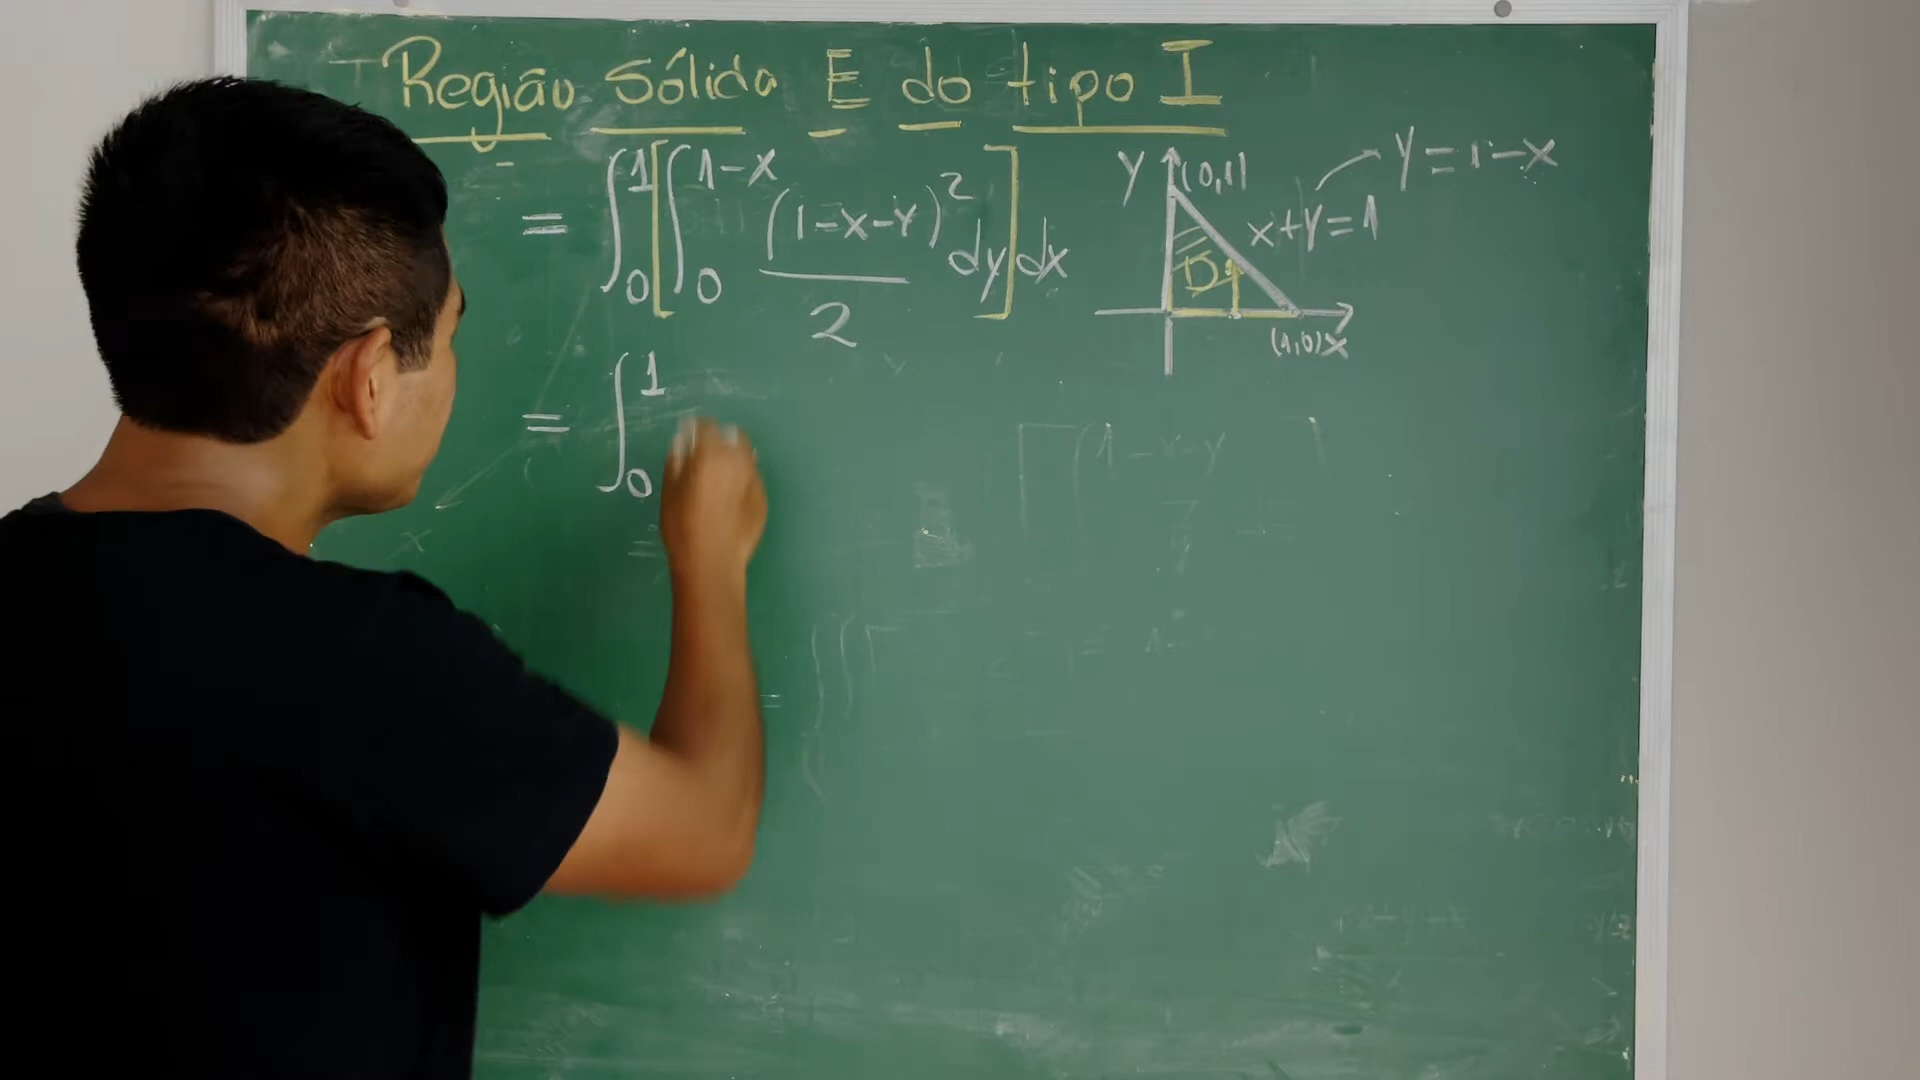 Região Sólida E do tipo I
= ∫₀¹ [ ∫₀^{1-x} (1-x-y)²/2 dy ] dx
y
(0,1)
y = 1-x
x+y=1
D
(1,0) x
= ∫₀¹